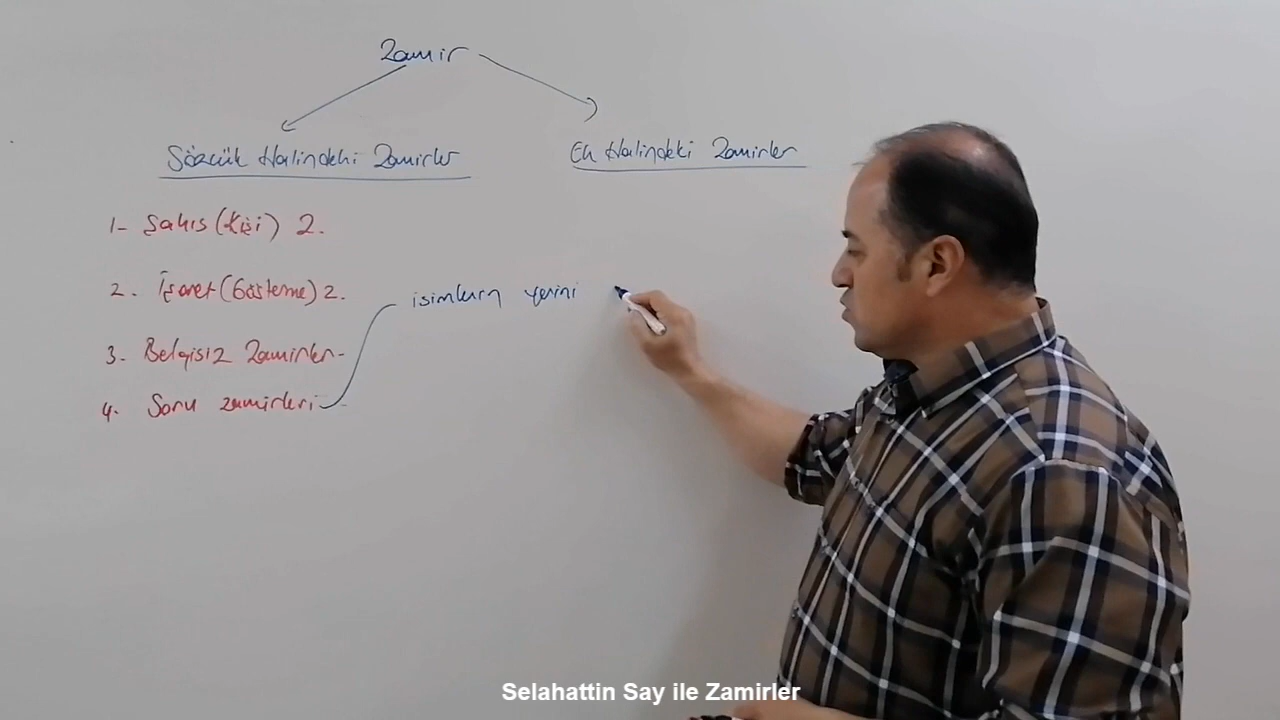 Zamir
Sözcük Halindeki Zamirler
Ek Halindeki Zamirler
1- Şahıs (Kişi) Z.
2. İşaret (Gösterme) Z.
isimlerin yerini
3. Belgisiz Zamirler-
4. Soru zamirleri-
Selahattin Say ile Zamirler